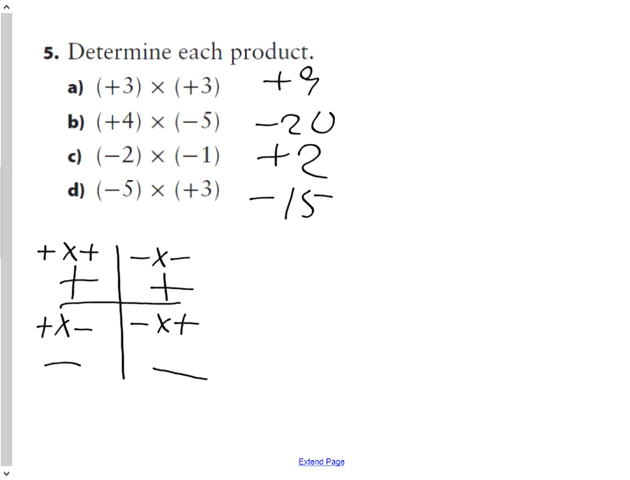 5. Determine each product.
a) (+3) × (+3) +9
b) (+4) × (−5) −20
c) (−2) × (−1) +2
d) (−5) × (+3) −15
+x+ −x−
+ +
+x− −x+
− −
Extend Page